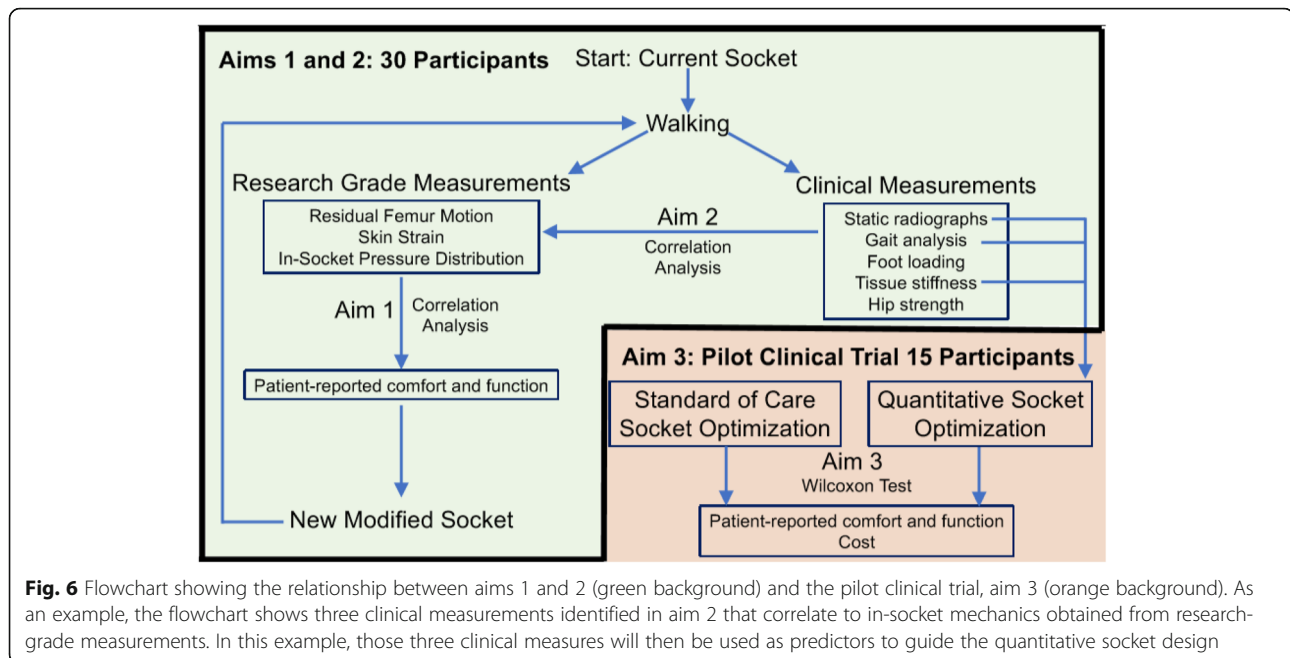 Aims 1 and 2: 30 Participants
Start: Current Socket
Walking
Research Grade Measurements
Residual Femur Motion
Skin Strain
In-Socket Pressure Distribution
Clinical Measurements
Static radiographs
Gait analysis
Foot loading
Tissue stiffness
Hip strength
Aim 2
Correlation
Analysis
Aim 1
Correlation
Analysis
Patient-reported comfort and function
New Modified Socket
Aim 3: Pilot Clinical Trial 15 Participants
Standard of Care
Socket Optimization
Quantitative Socket
Optimization
Aim 3
Wilcoxon Test
Patient-reported comfort and function
Cost
Fig. 6 Flowchart showing the relationship between aims 1 and 2 (green background) and the pilot clinical trial, aim 3 (orange background). As
an example, the flowchart shows three clinical measurements identified in aim 2 that correlate to in-socket mechanics obtained from research-
grade measurements. In this example, those three clinical measures will then be used as predictors to guide the quantitative socket design